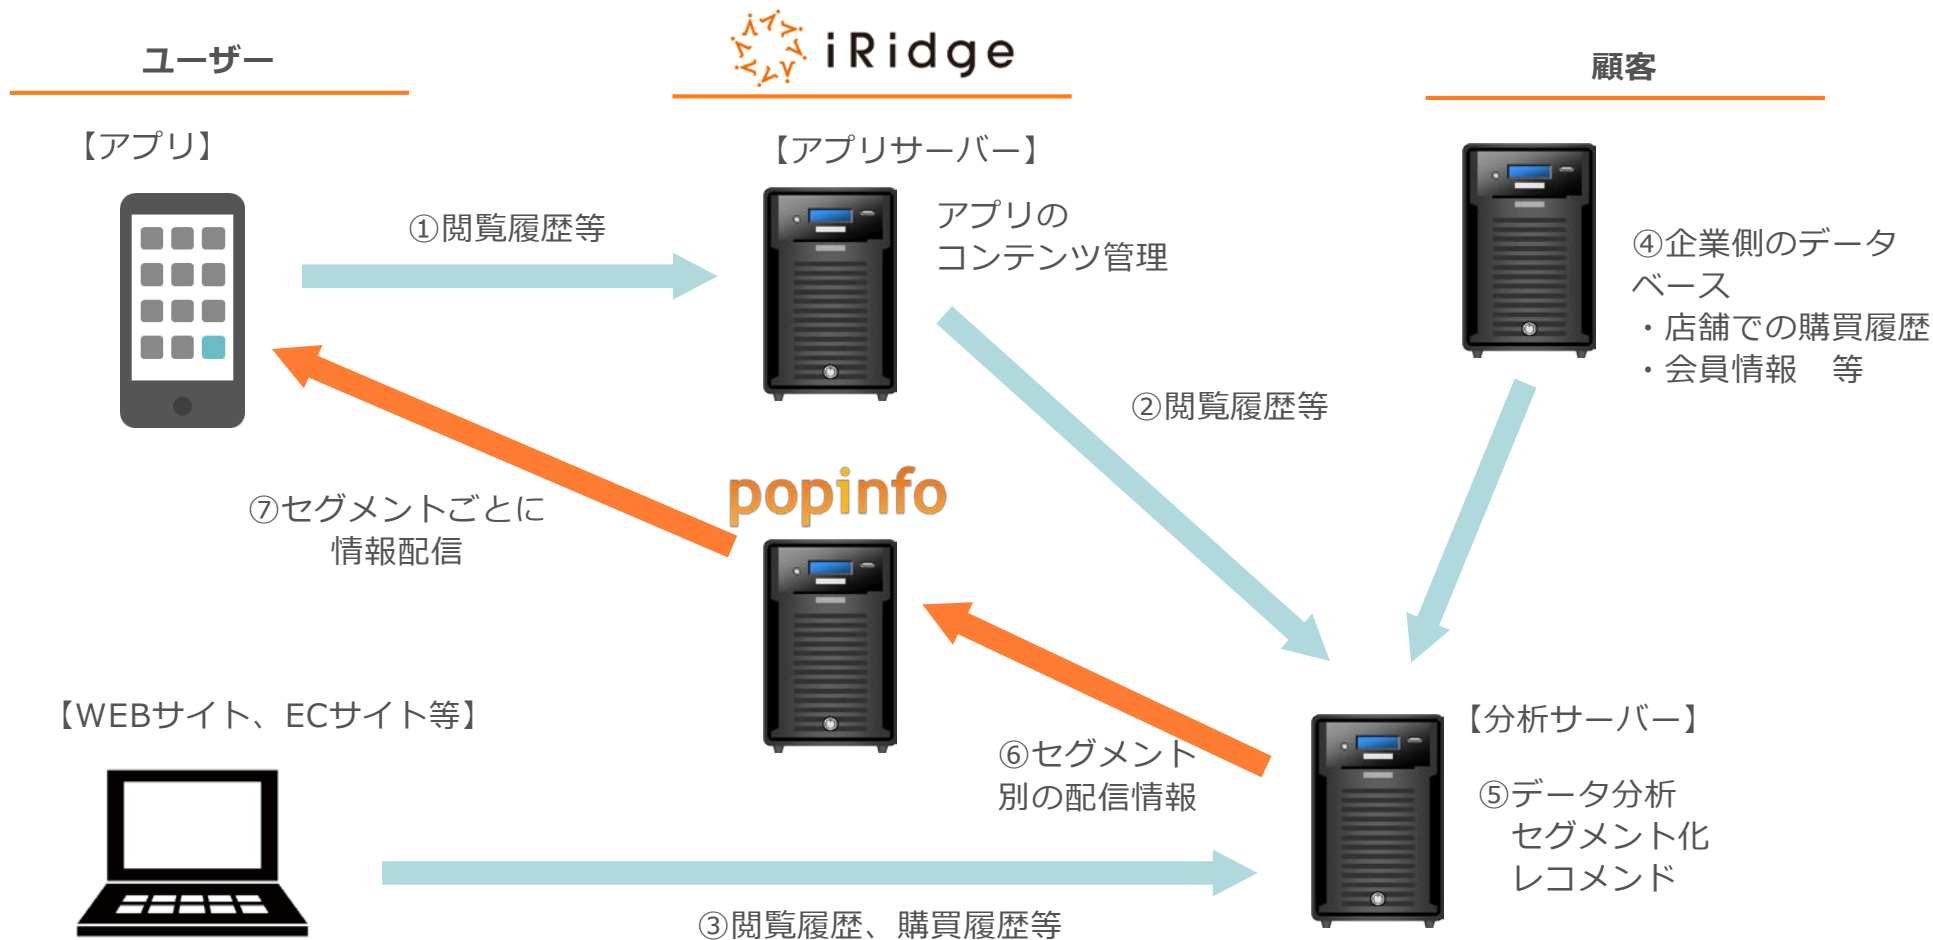 ユーザー
iRidge
顧客
【アプリ】
【アプリサーバー】
①閲覧履歴等
アプリの
コンテンツ管理
④企業側のデータ
ベース
・店舗での購買履歴
・会員情報　等
②閲覧履歴等
popinfo
⑦セグメントごとに
情報配信
【WEBサイト、ECサイト等】
【分析サーバー】
⑥セグメント
別の配信情報
⑤データ分析
セグメント化
レコメンド
③閲覧履歴、購買履歴等